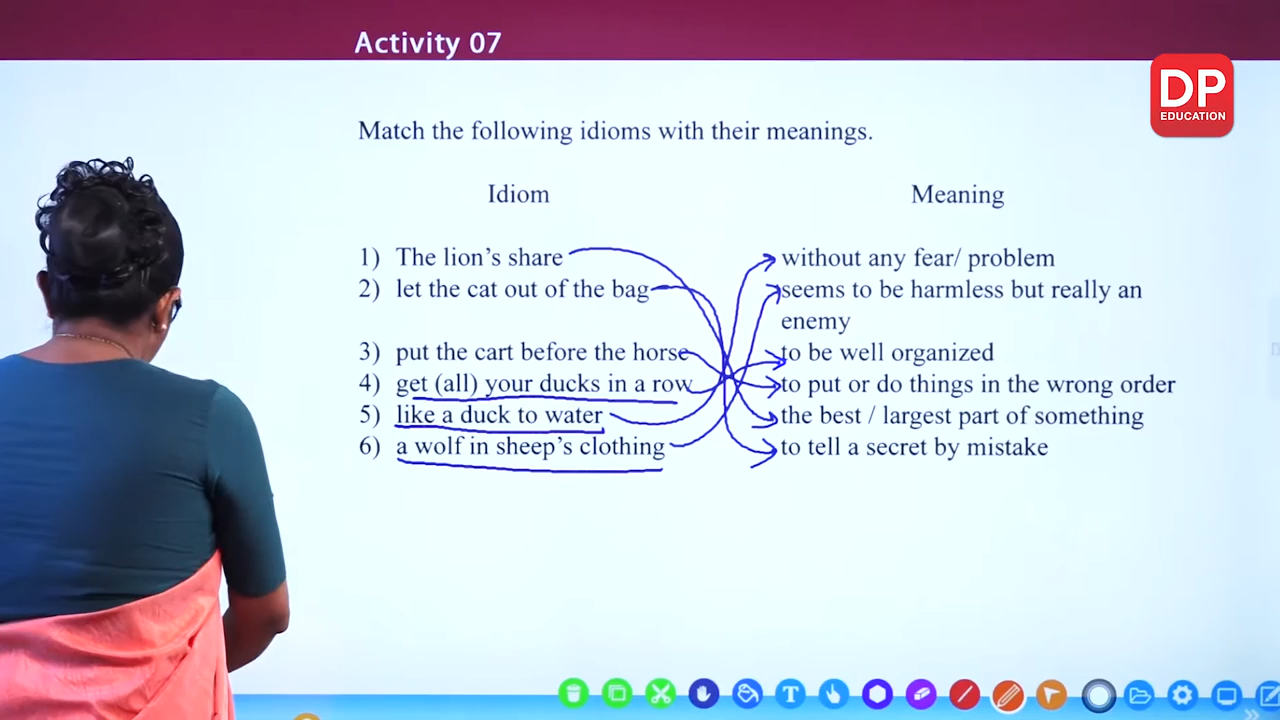 Activity 07
DP
EDUCATION
Match the following idioms with their meanings.
Idiom
Meaning
1) The lion's share
without any fear/ problem
2) let the cat out of the bag
seems to be harmless but really an
enemy
3) put the cart before the horse
to be well organized
4) get (all) your ducks in a row
to put or do things in the wrong order
5) like a duck to water
the best / largest part of something
6) a wolf in sheep's clothing
to tell a secret by mistake
T